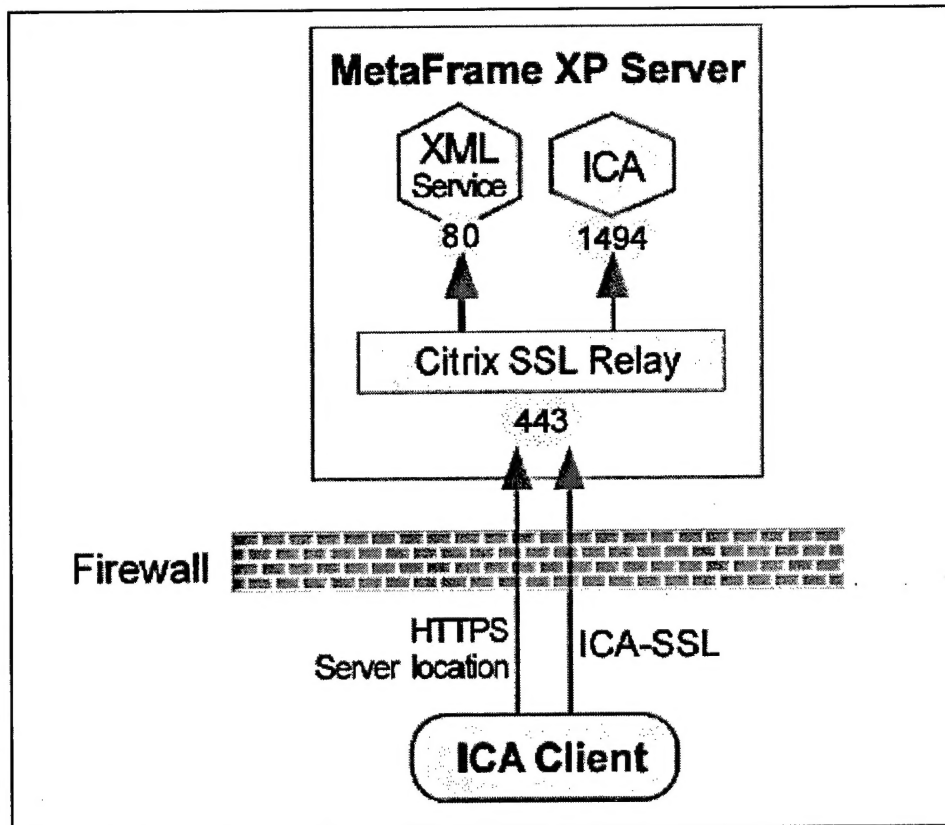 MetaFrame XP Server
XML
Service
ICA
80
1494
Citrix SSL Relay
443
Firewall
HTTPS
Server location
ICA-SSL
ICA Client